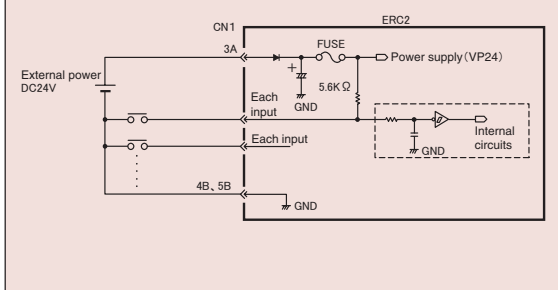 ERC2
CN1
3A
FUSE
Power supply(VP24)
External power
DC24V
+
5.6KΩ
GND
Each
input
Internal
circuits
GND
Each input
4B、5B
GND